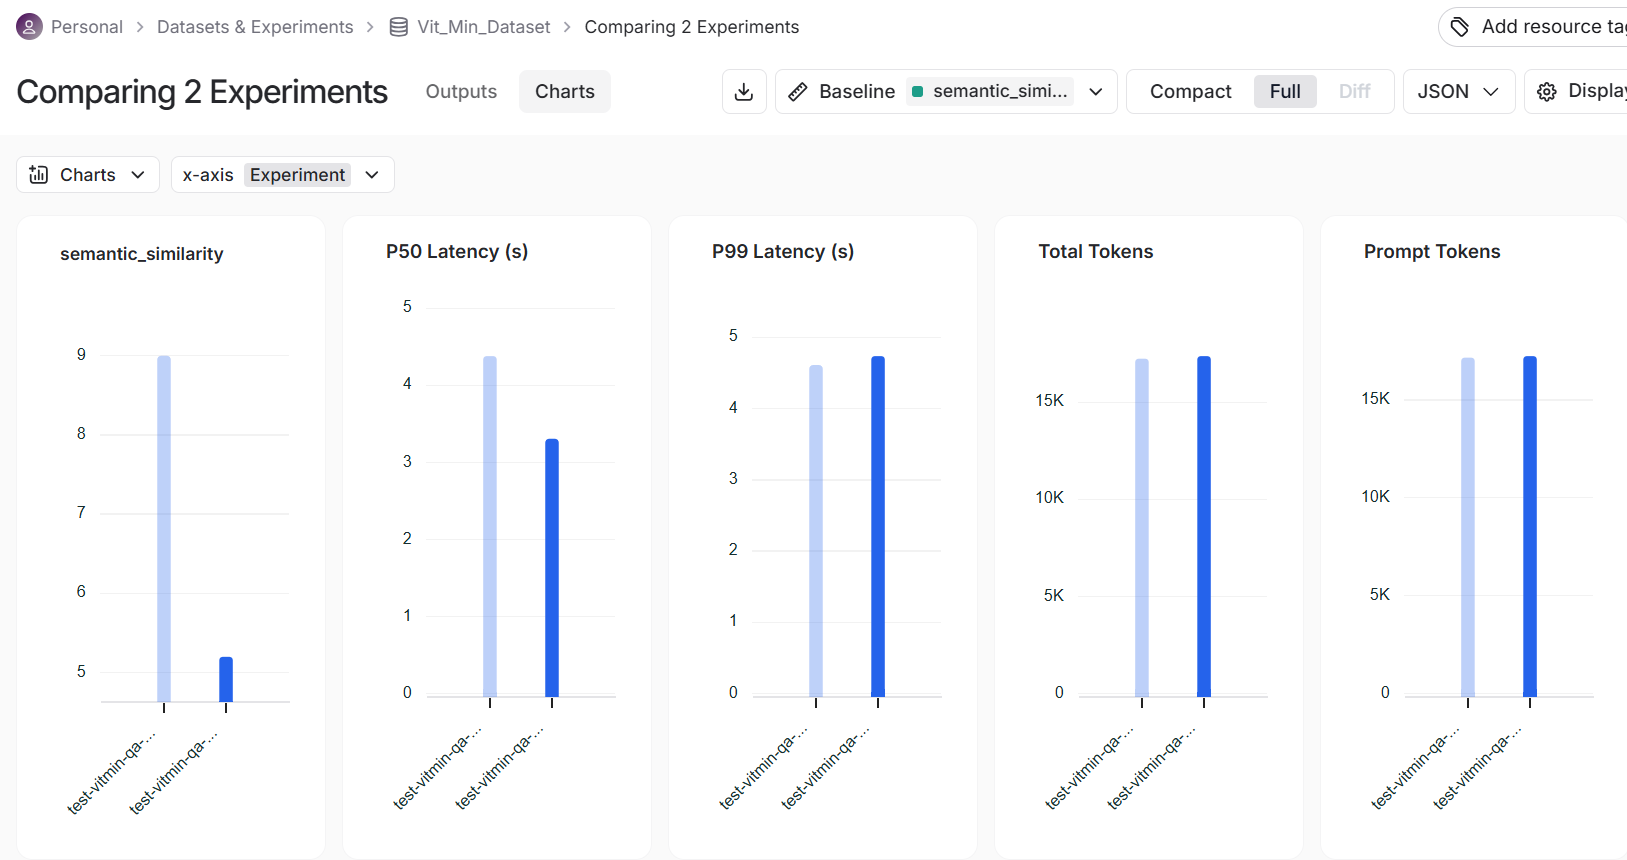 Personal > Datasets & Experiments > Vit_Min_Dataset > Comparing 2 Experiments
Add resource
Comparing 2 Experiments
Outputs
Charts
Baseline semantic_simi...
Compact
Full
Diff
JSON
Display
Charts
x-axis Experiment
semantic_similarity
9
8
7
6
5
test-vitmin-qa-...
test-vitmin-qa-...
P50 Latency (s)
5
4
3
2
1
0
test-vitmin-qa-...
test-vitmin-qa-...
P99 Latency (s)
5
4
3
2
1
0
test-vitmin-qa-...
test-vitmin-qa-...
Total Tokens
15K
10K
5K
0
test-vitmin-qa-...
test-vitmin-qa-...
Prompt Tokens
15K
10K
5K
0
test-vitmin-qa-...
test-vitmin-qa-...